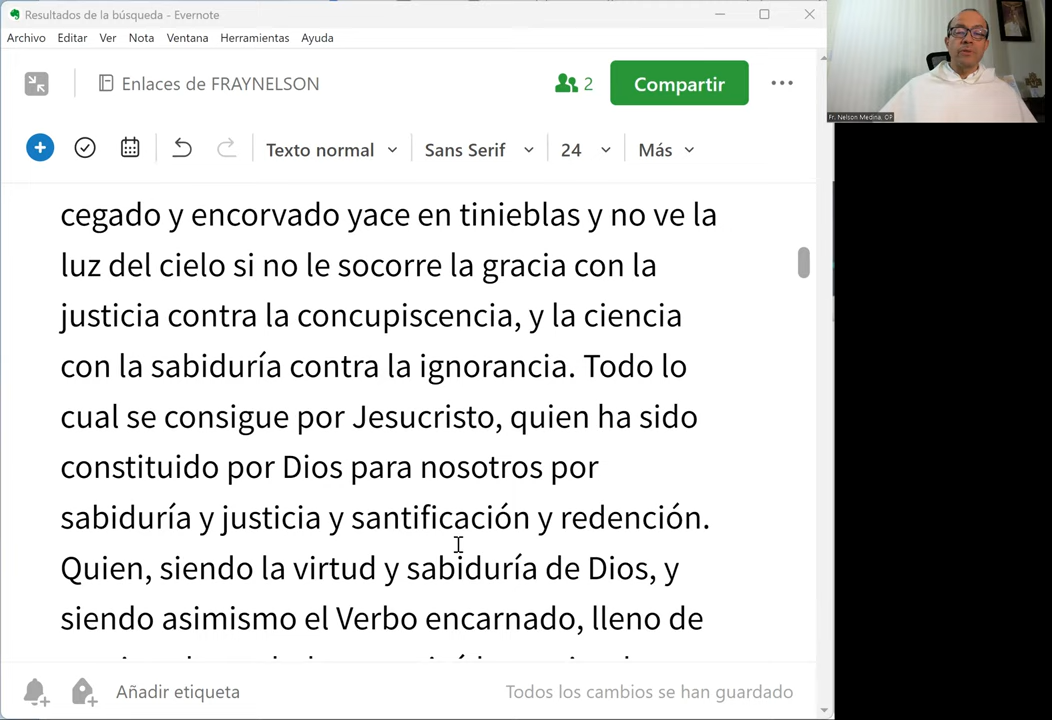 Resultados de la búsqueda - Evernote
Archivo Editar Ver Nota Ventana Herramientas Ayuda
Enlaces de FRAYNELSON
2
Compartir
Texto normal
Sans Serif
24
Más
cegado y encorvado yace en tinieblas y no ve la
luz del cielo si no le socorre la gracia con la
justicia contra la concupiscencia, y la ciencia
con la sabiduría contra la ignorancia. Todo lo
cual se consigue por Jesucristo, quien ha sido
constituido por Dios para nosotros por
sabiduría y justicia y santificación y redención.
Quien, siendo la virtud y sabiduría de Dios, y
siendo asimismo el Verbo encarnado, lleno de
Añadir etiqueta
Todos los cambios se han guardado
Fr. Nelson Medina, OP